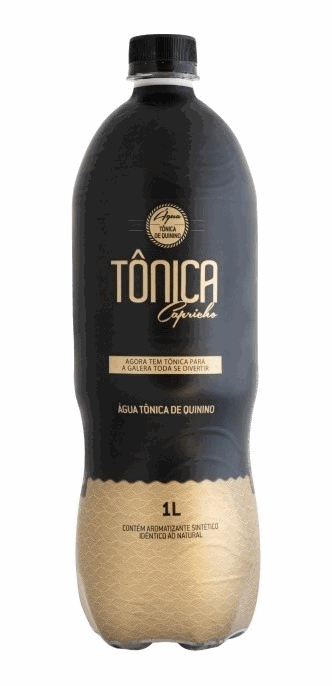 Água
TÔNICA
DE QUININO
TÔNICA
Capricho
AGORA TEM TÔNICA PARA
A GALERA TODA SE DIVERTIR
ÁGUA TÔNICA DE QUININO
1L
CONTÉM AROMATIZANTE SINTÉTICO
IDÊNTICO AO NATURAL